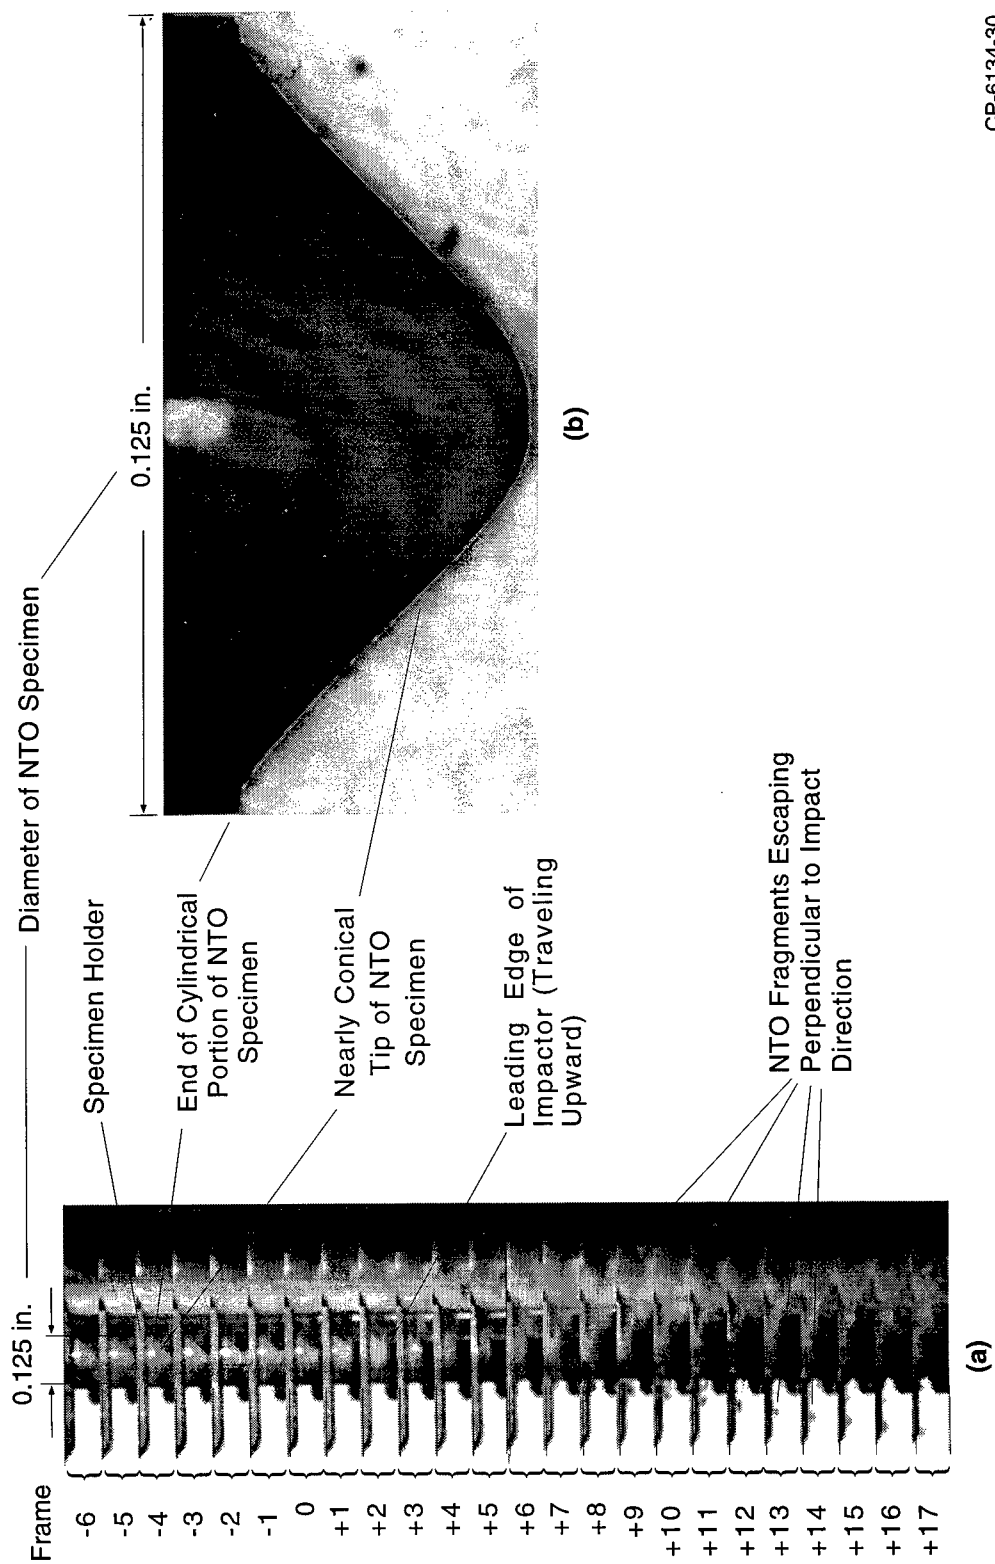 Diameter of NTO Specimen
0.125 in.
0.125 in.
Specimen Holder
End of Cylindrical
Portion of NTO
Specimen
Nearly Conical
Tip of NTO
Specimen
Leading Edge of
Impactor (Traveling
Upward)
NTO Fragments Escaping
Perpendicular to Impact
Direction
Frame
-6
-5
-4
-3
-2
-1
0
+1
+2
+3
+4
+5
+6
+7
+8
+9
+10
+11
+12
+13
+14
+15
+16
+17
(a)
(b)